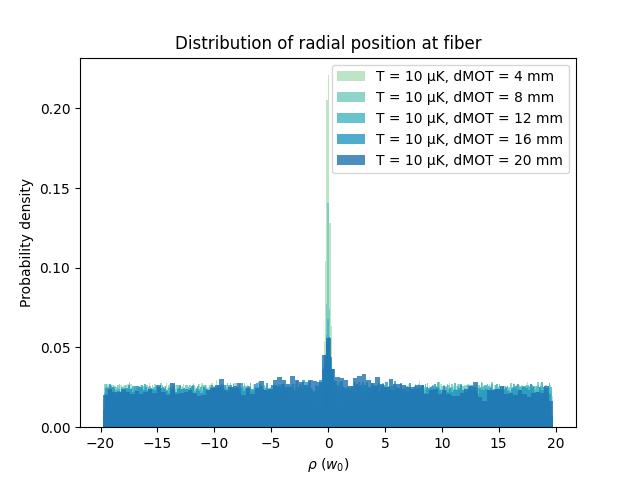 Distribution of radial position at fiber
T = 10 μK, dMOT = 4 mm
T = 10 μK, dMOT = 8 mm
T = 10 μK, dMOT = 12 mm
T = 10 μK, dMOT = 16 mm
T = 10 μK, dMOT = 20 mm
Probability density
0.20
0.15
0.10
0.05
0.00
−20
−15
−10
−5
0
5
10
15
20
ρ (w₀)